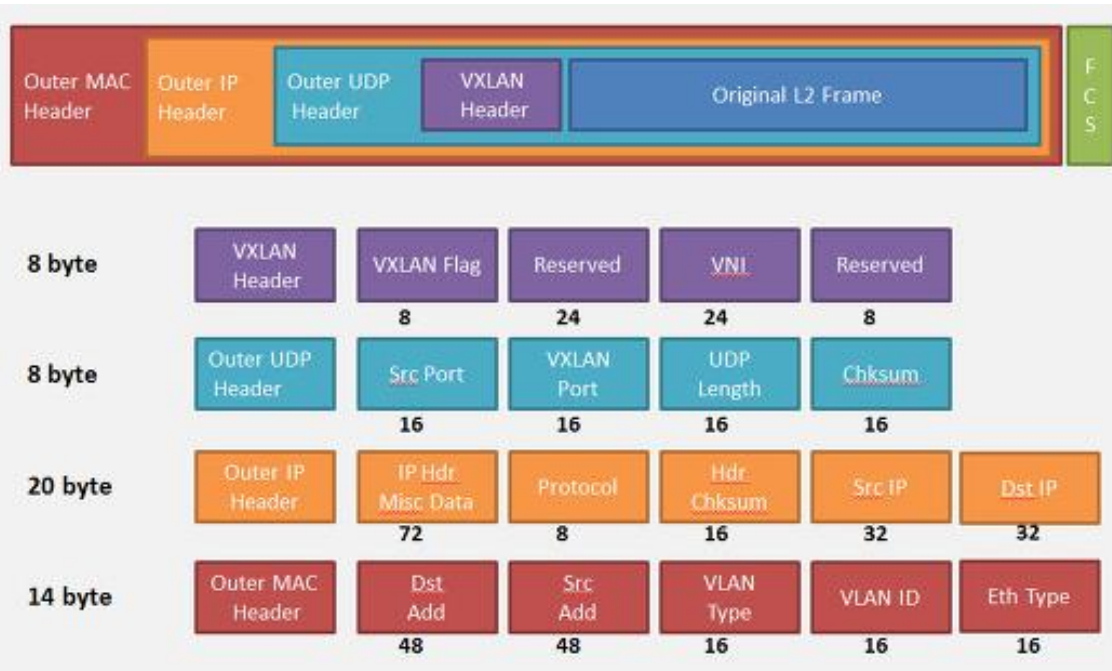 Outer MAC
Header
Outer IP
Header
Outer UDP
Header
VXLAN
Header
Original L2 Frame
F
C
S
8 byte
VXLAN
Header
VXLAN Flag
Reserved
VNI
Reserved
8
24
24
8
8 byte
Outer UDP
Header
Src Port
VXLAN
Port
UDP
Length
Chksum
16
16
16
16
20 byte
Outer IP
Header
IP Hdr
Misc Data
Protocol
Hdr
Chksum
Src IP
Dst IP
72
8
16
32
32
14 byte
Outer MAC
Header
Dst
Add
Src
Add
VLAN
Type
VLAN ID
Eth Type
48
48
16
16
16